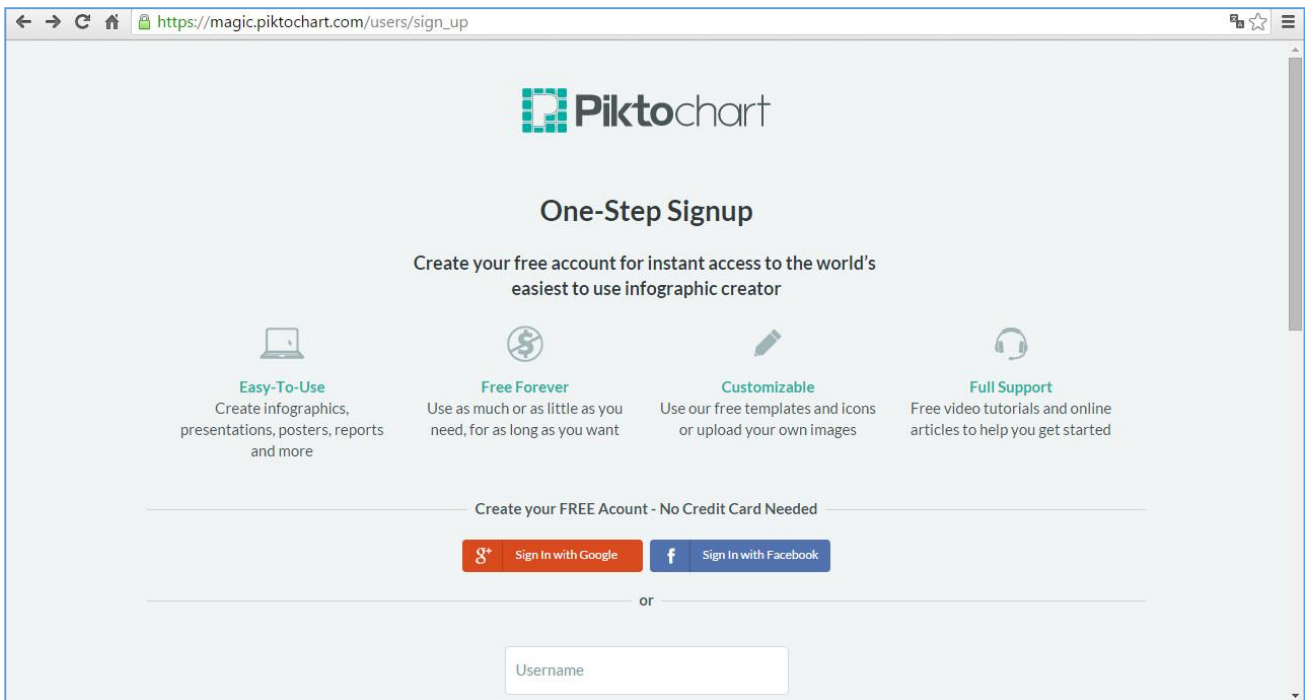 https://magic.piktochart.com/users/sign_up
Piktochart
One-Step Signup
Create your free account for instant access to the world's
easiest to use infographic creator
Easy-To-Use
Create infographics,
presentations, posters, reports
and more
Free Forever
Use as much or as little as you
need, for as long as you want
Customizable
Use our free templates and icons
or upload your own images
Full Support
Free video tutorials and online
articles to help you get started
Create your FREE Acount - No Credit Card Needed
g+ Sign In with Google
f Sign In with Facebook
or
Username